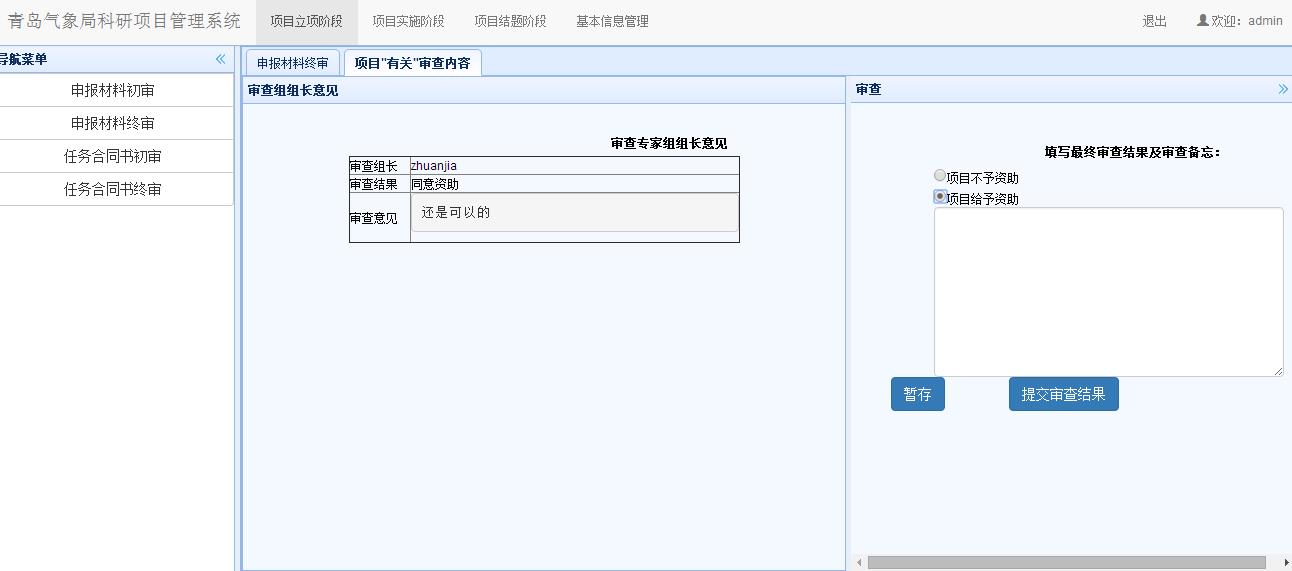 青岛气象局科研项目管理系统 项目立项阶段 项目实施阶段 项目结题阶段 基本信息管理 退出 欢迎：admin
导航菜单
申报材料初审
申报材料终审
任务合同书初审
任务合同书终审
申报材料终审 项目"有关"审查内容
审查组组长意见
审查专家组组长意见
审查组长 zhuanjia
审查结果 同意资助
审查意见 还是可以的
审查
填写最终审查结果及审查备忘：
项目不予资助
项目给予资助
暂存 提交审查结果